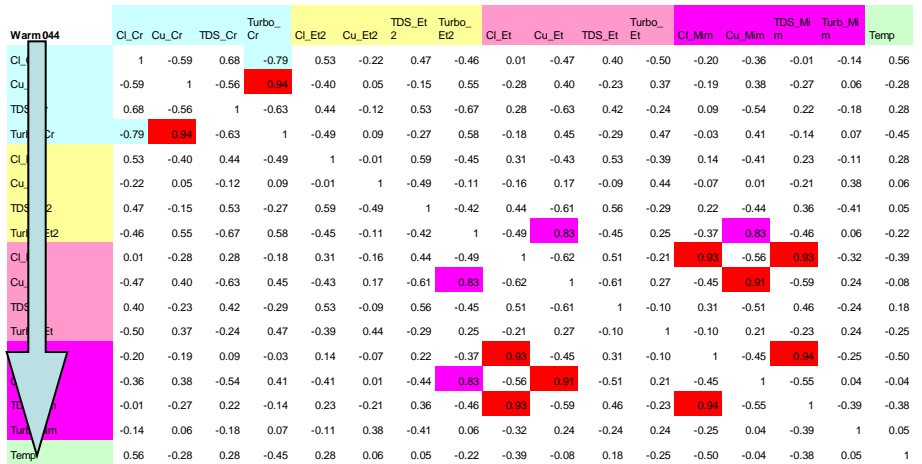 Warm 044 Cl_Cr Cu_Cr TDS_Cr Turbo_Cr Cl_Et2 Cu_Et2 TDS_Et2 Turbo_Et2 Cl_Et Cu_Et TDS_Et Turbo_Et Cl_Mirn Cu_Mirn TDS_Mirn Turb_Mirn Temp
1 -0.59 0.68 -0.79 0.53 -0.22 0.47 -0.46 0.01 -0.47 0.40 -0.50 -0.20 -0.36 -0.01 -0.14 0.56
-0.59 1 -0.56 0.94 -0.40 0.05 -0.15 0.55 -0.28 0.40 -0.23 0.37 -0.19 0.38 -0.27 0.06 -0.28
0.68 -0.56 1 -0.63 0.44 -0.12 0.53 -0.67 0.28 -0.63 0.42 -0.24 0.09 -0.54 0.22 -0.18 0.28
-0.79 0.94 -0.63 1 -0.49 0.09 -0.27 0.58 -0.18 0.45 -0.29 0.47 -0.03 0.41 -0.14 0.07 -0.45
0.53 -0.40 0.44 -0.49 1 -0.01 0.59 -0.45 0.31 -0.43 0.53 -0.39 0.14 -0.41 0.23 -0.11 0.28
-0.22 0.05 -0.12 0.09 -0.01 1 -0.49 -0.11 -0.16 0.17 -0.09 0.44 -0.07 0.01 -0.21 0.38 0.06
0.47 -0.15 0.53 -0.27 0.59 -0.49 1 -0.42 0.44 -0.61 0.56 -0.29 0.22 -0.44 0.36 -0.41 0.05
-0.46 0.55 -0.67 0.58 -0.45 -0.11 -0.42 1 -0.49 0.83 -0.45 0.25 -0.37 0.83 -0.46 0.06 -0.22
0.01 -0.28 0.28 -0.18 0.31 -0.16 0.44 -0.49 1 -0.62 0.51 -0.21 0.93 -0.56 0.93 -0.32 -0.39
-0.47 0.40 -0.63 0.45 -0.43 0.17 -0.61 0.83 -0.62 1 -0.61 0.27 -0.45 0.91 -0.59 0.24 -0.08
TDS 0.40 -0.23 0.42 -0.29 0.53 -0.09 0.56 -0.45 0.51 -0.61 1 -0.10 0.31 -0.51 0.46 -0.24 0.18
-0.50 0.37 -0.24 0.47 -0.39 0.44 -0.29 0.25 -0.21 0.27 -0.10 1 -0.10 0.21 -0.23 0.24 -0.25
-0.20 -0.19 0.09 -0.03 0.14 -0.07 0.22 -0.37 0.93 -0.45 0.31 -0.10 1 -0.45 0.94 -0.25 -0.50
-0.36 0.38 -0.54 0.41 -0.41 0.01 -0.44 0.83 -0.56 0.91 -0.51 0.21 -0.45 1 -0.55 0.04 -0.04
-0.01 -0.27 0.22 -0.14 0.23 -0.21 0.36 -0.46 0.93 -0.59 0.46 -0.23 0.94 -0.55 1 -0.39 -0.38
-0.14 0.06 -0.18 0.07 -0.11 0.38 -0.41 0.06 -0.32 0.24 -0.24 0.24 -0.25 0.04 -0.39 1 0.05
Temp 0.56 -0.28 0.28 -0.45 0.28 0.06 0.05 -0.22 -0.39 -0.08 0.18 -0.25 -0.50 -0.04 -0.38 0.05 1